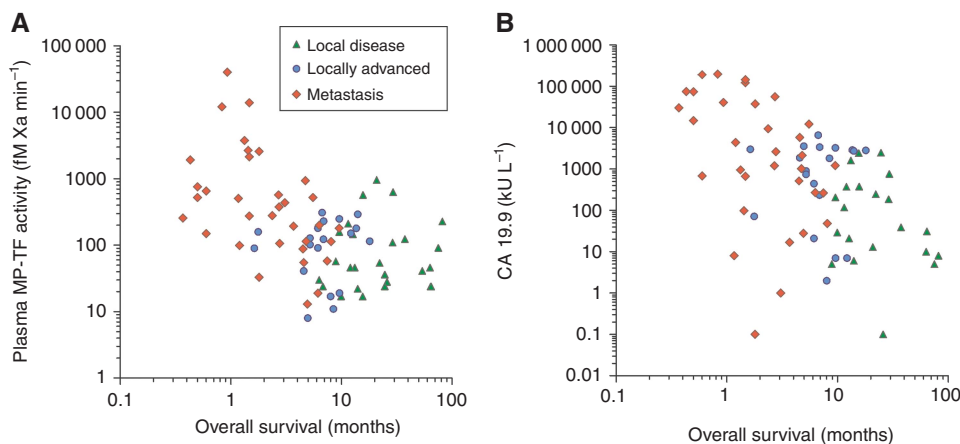 A
Plasma MP-TF activity (fM Xa min⁻¹)
100 000
10 000
1000
100
10
1
0.1
1
10
100
Overall survival (months)
Local disease
Locally advanced
Metastasis
B
CA 19.9 (kU L⁻¹)
1 000 000
100 000
10 000
1000
100
10
1
0.1
0.01
0.1
1
10
100
Overall survival (months)